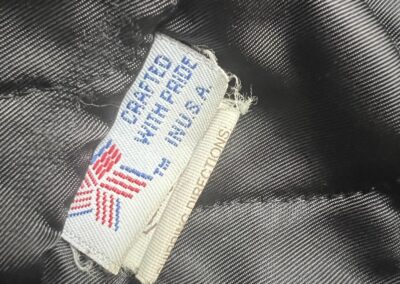 CRAFTED
WITH PRIDE
™ IN U.S.A.
DIRECTIONS